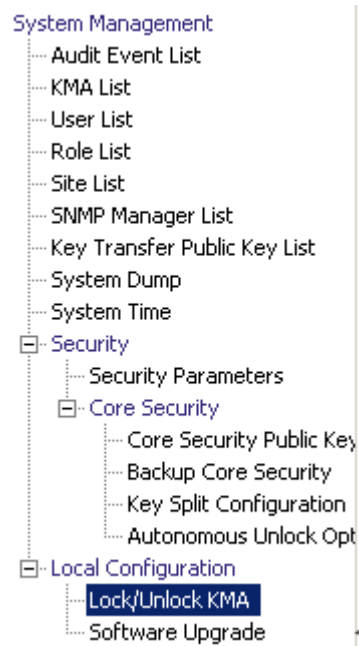 System Management
Audit Event List
KMA List
User List
Role List
Site List
SNMP Manager List
Key Transfer Public Key List
System Dump
System Time
Security
Security Parameters
Core Security
Core Security Public Key
Backup Core Security
Key Split Configuration
Autonomous Unlock Opt
Local Configuration
Lock/Unlock KMA
Software Upgrade